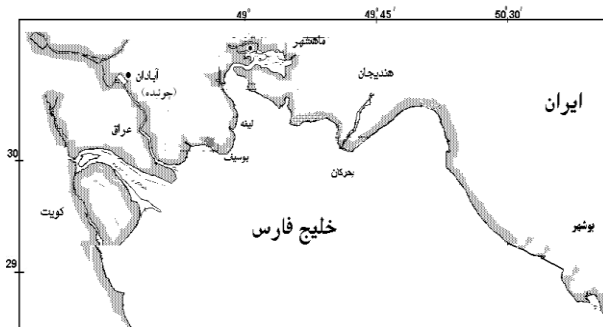 49° 49,45' 50,30'
ماهشهر
آبادان
(چوئبده)
هندیجان
ایران
عراق
لیفه
بوسیف
بحرکان
30
کویت
خلیج فارس
بوشهر
29